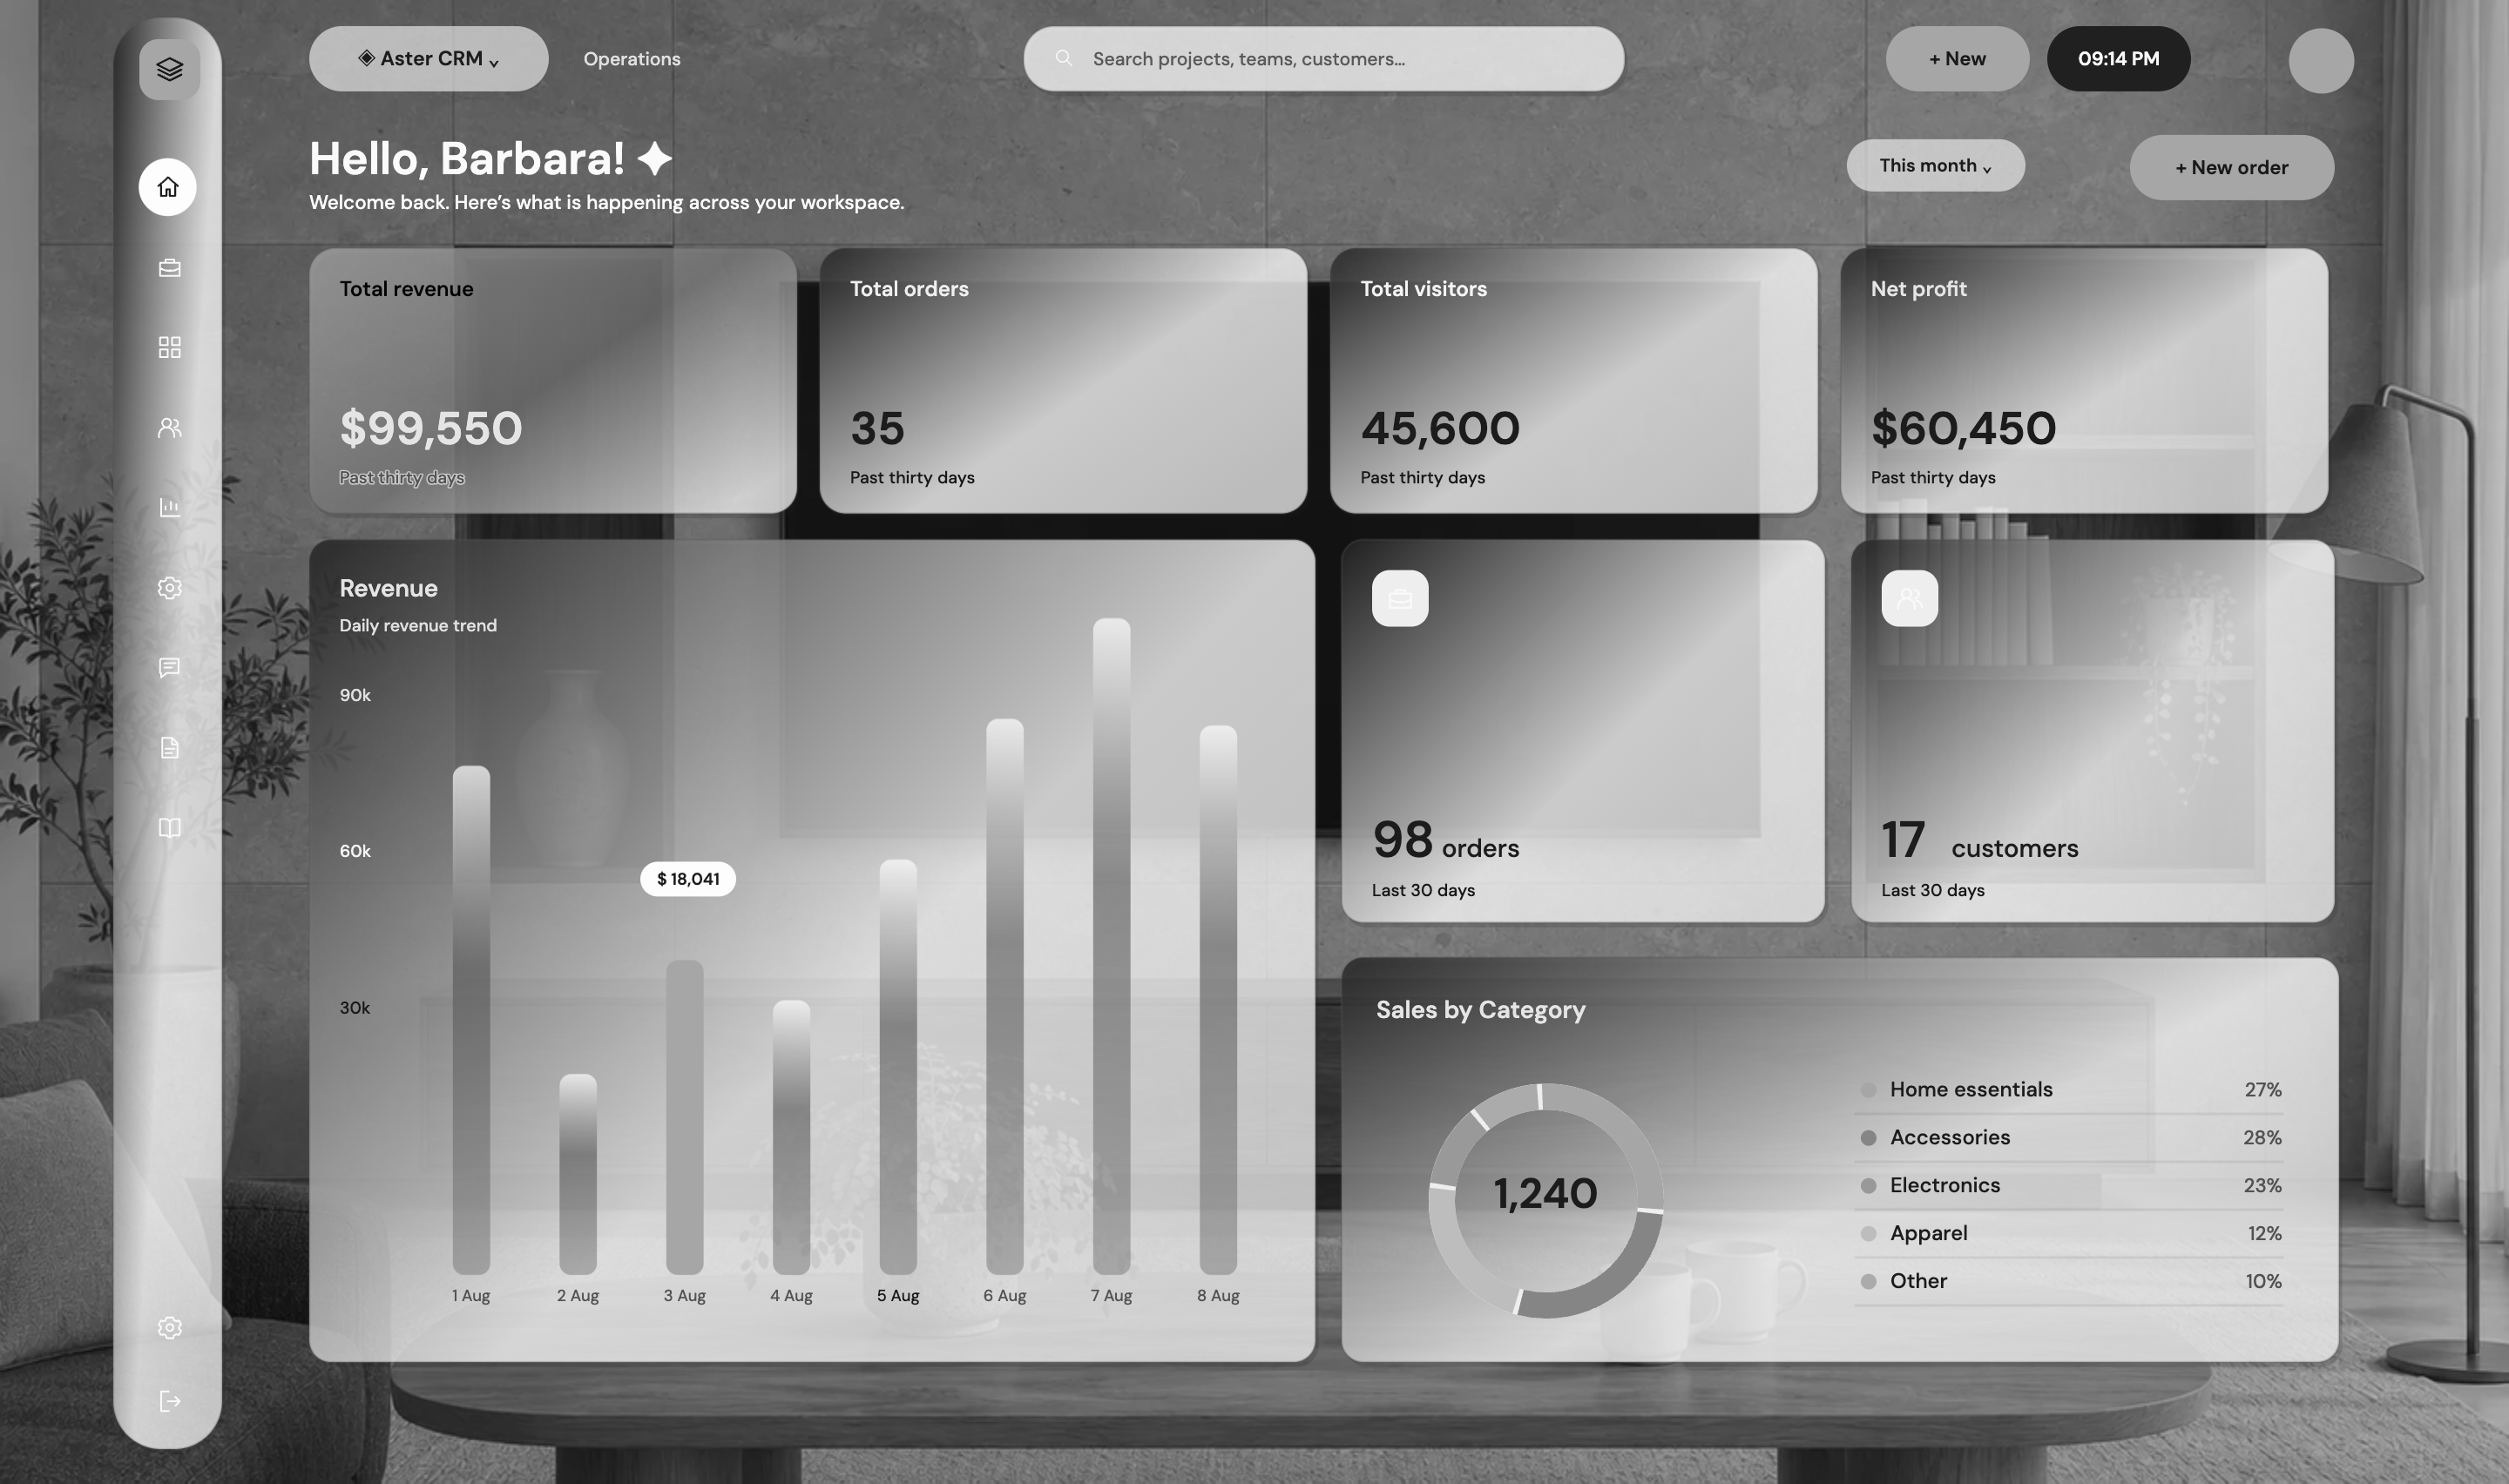 Aster CRM
Operations
Search projects, teams, customers...
+ New
09:14 PM
Hello, Barbara!
Welcome back. Here's what is happening across your workspace.
This month
+ New order
Total revenue
$99,550
Past thirty days
Total orders
35
Past thirty days
Total visitors
45,600
Past thirty days
Net profit
$60,450
Past thirty days
Revenue
Daily revenue trend
90k
60k
30k
$ 18,041
1 Aug
2 Aug
3 Aug
4 Aug
5 Aug
6 Aug
7 Aug
8 Aug
98 orders
Last 30 days
17 customers
Last 30 days
Sales by Category
1,240
Home essentials 27%
Accessories 28%
Electronics 23%
Apparel 12%
Other 10%